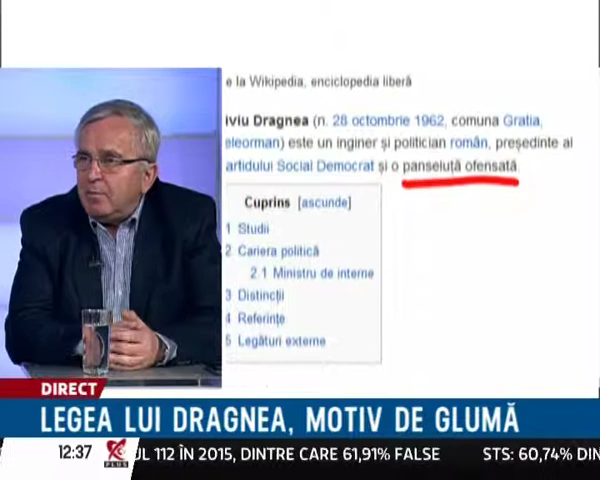 e la Wikipedia, enciclopedia liberă
iviu Dragnea (n. 28 octombrie 1962, comuna Gratia,
eleorman) este un inginer și politician român, președinte al
artidului Social Democrat și o panseluță ofensată
Cuprins [ascunde]
1 Studii
2 Cariera politică
2.1 Ministru de interne
3 Distincții
4 Referințe
5 Legături externe
DIRECT
LEGEA LUI DRAGNEA, MOTIV DE GLUMĂ
12:37 PLUS UL 112 ÎN 2015, DINTRE CARE 61,91% FALSE STS: 60,74% DIN